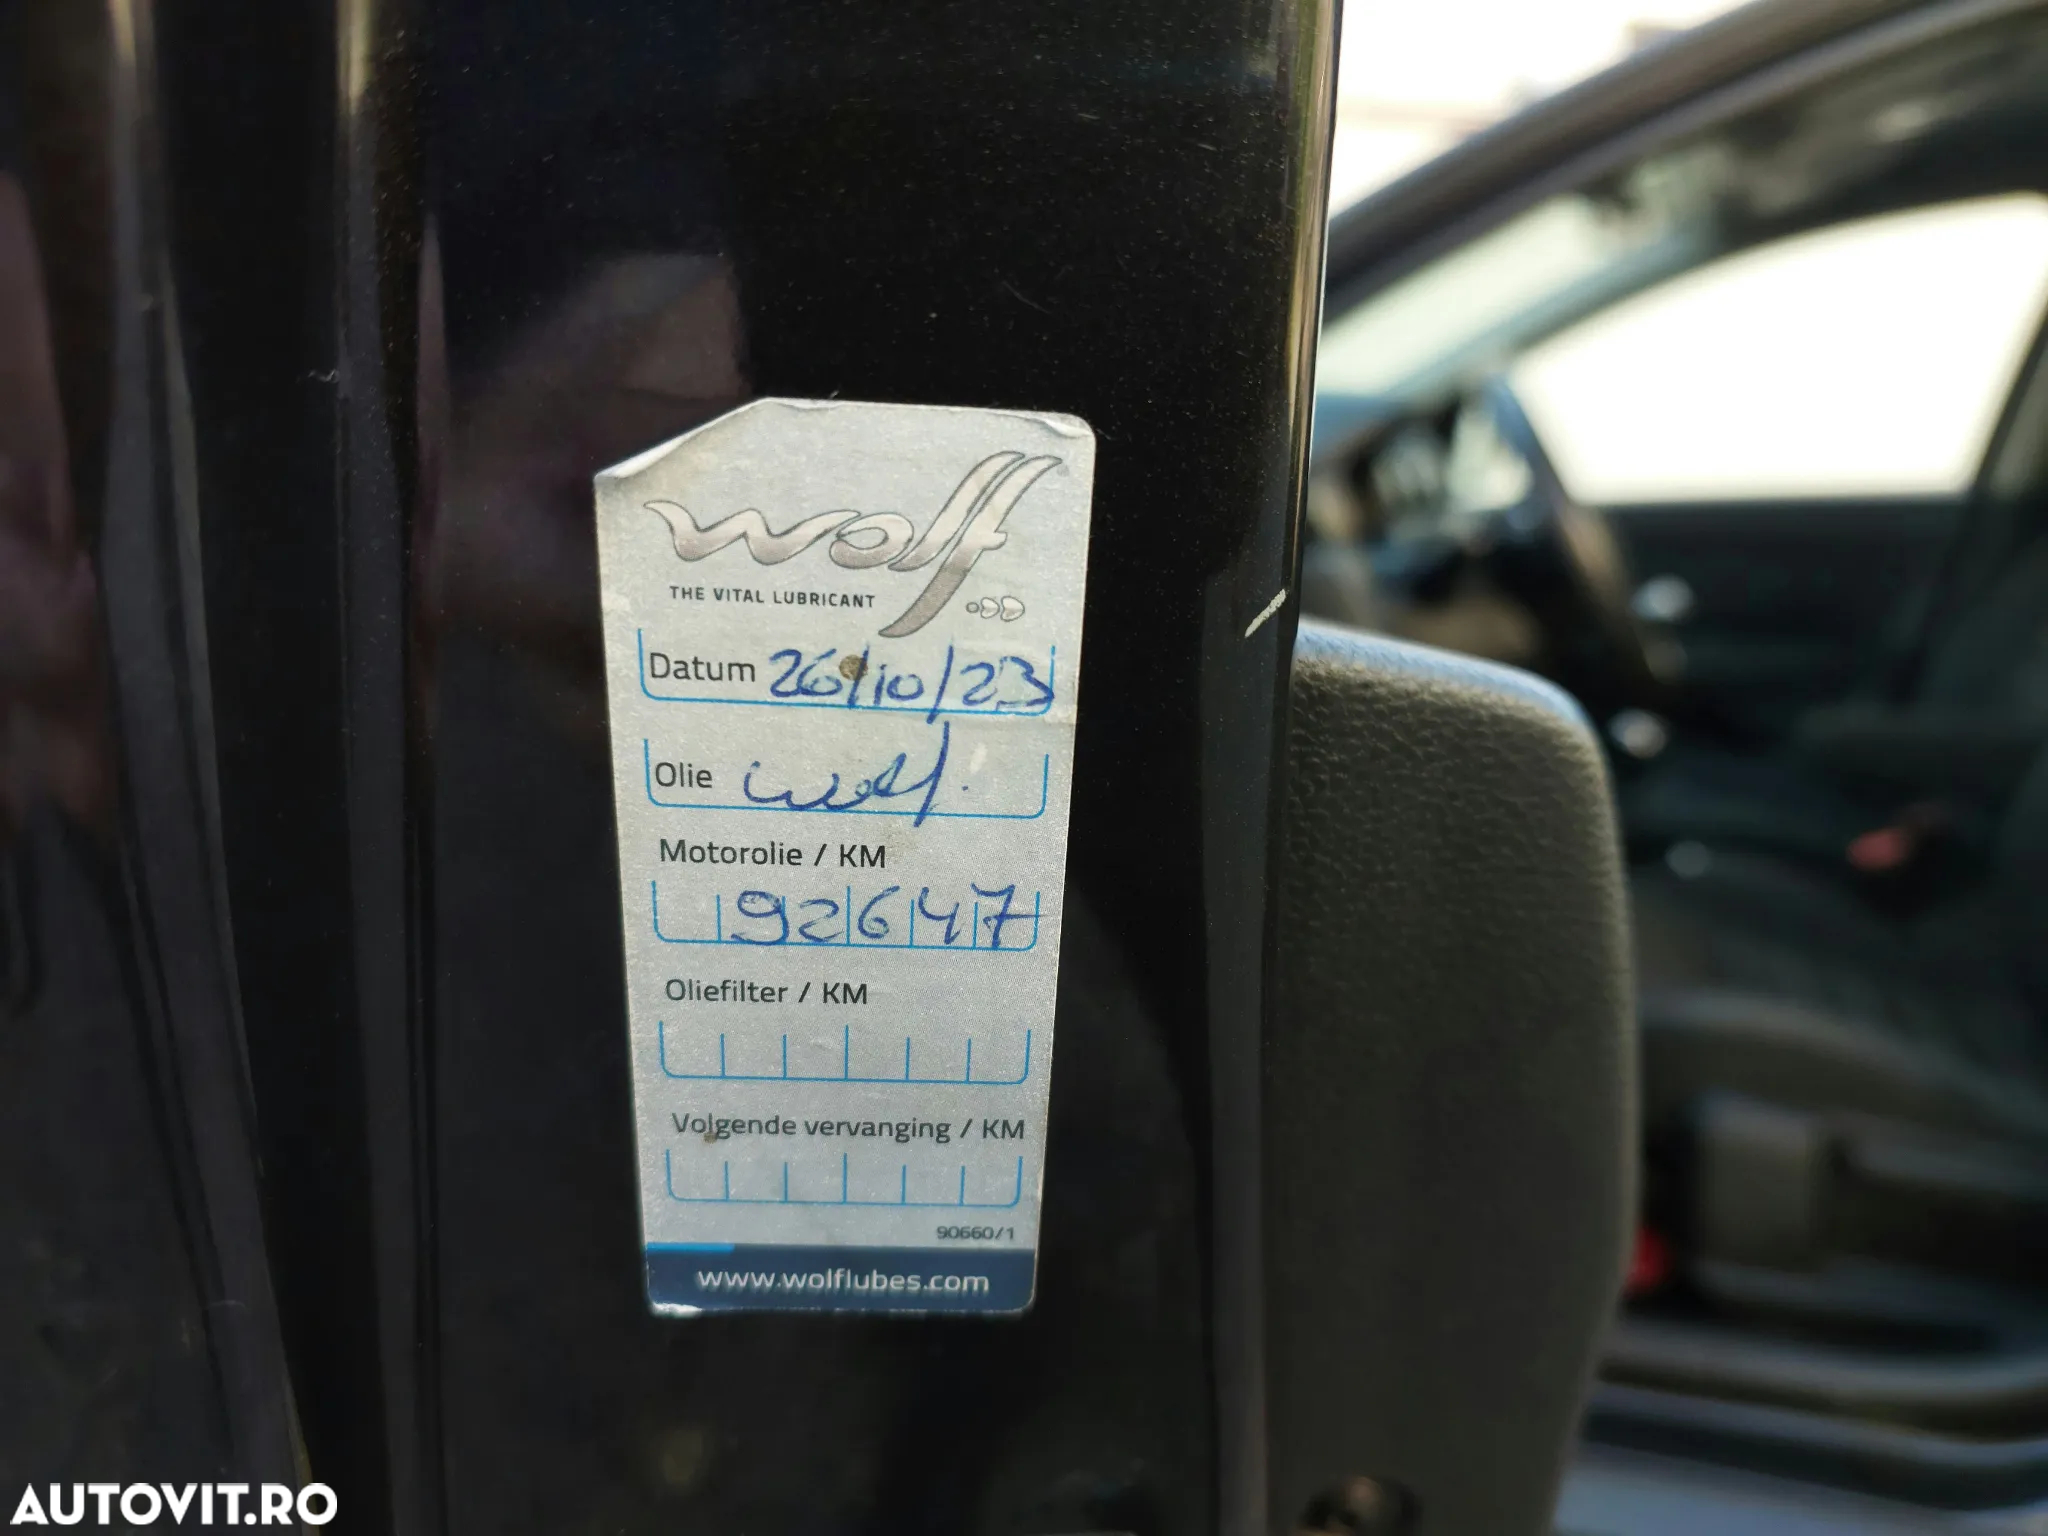 wolf
THE VITAL LUBRICANT
Datum 26/10/23
Olie Wolf.
Motorolie / KM
92647
Oliefilter / KM
Volgende vervanging / KM
90660/1
www.wolflubes.com
AUTOVIT.RO